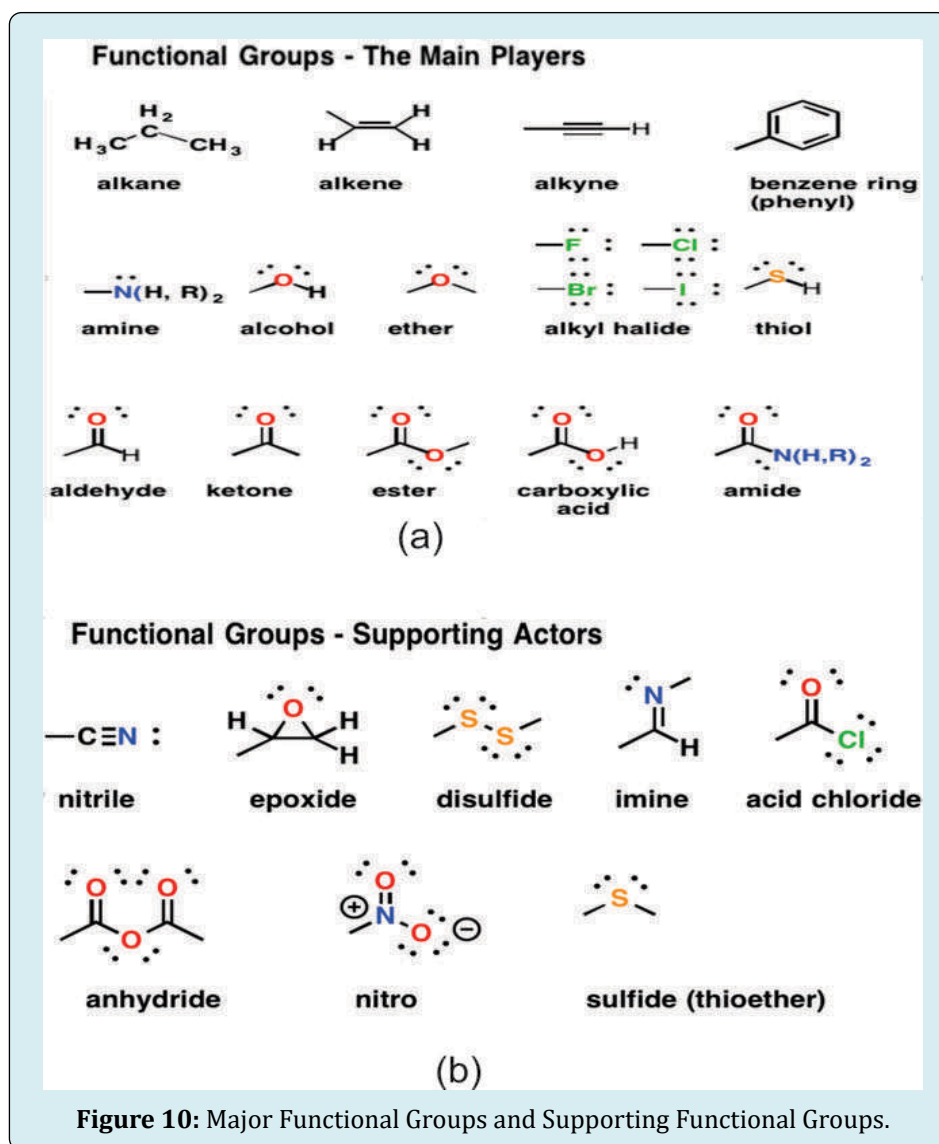 Functional Groups - The Main Players
H2
H3C C CH3
alkane
H H H
alkene
H
alkyne
benzene ring
(phenyl)
N(H, R)2
amine
O H
alcohol
O
ether
F Cl
Br I
alkyl halide
S H
thiol
O
H
aldehyde
O
ketone
O
O
ester
O H
O
carboxylic
acid
O
N(H,R)2
amide
(a)
Functional Groups - Supporting Actors
C≡N
nitrile
O
H H
H
epoxide
S S
disulfide
N
H
imine
O
Cl
acid chloride
O O
O
anhydride
O
+ N O −
nitro
S
sulfide (thioether)
(b)
Figure 10: Major Functional Groups and Supporting Functional Groups.